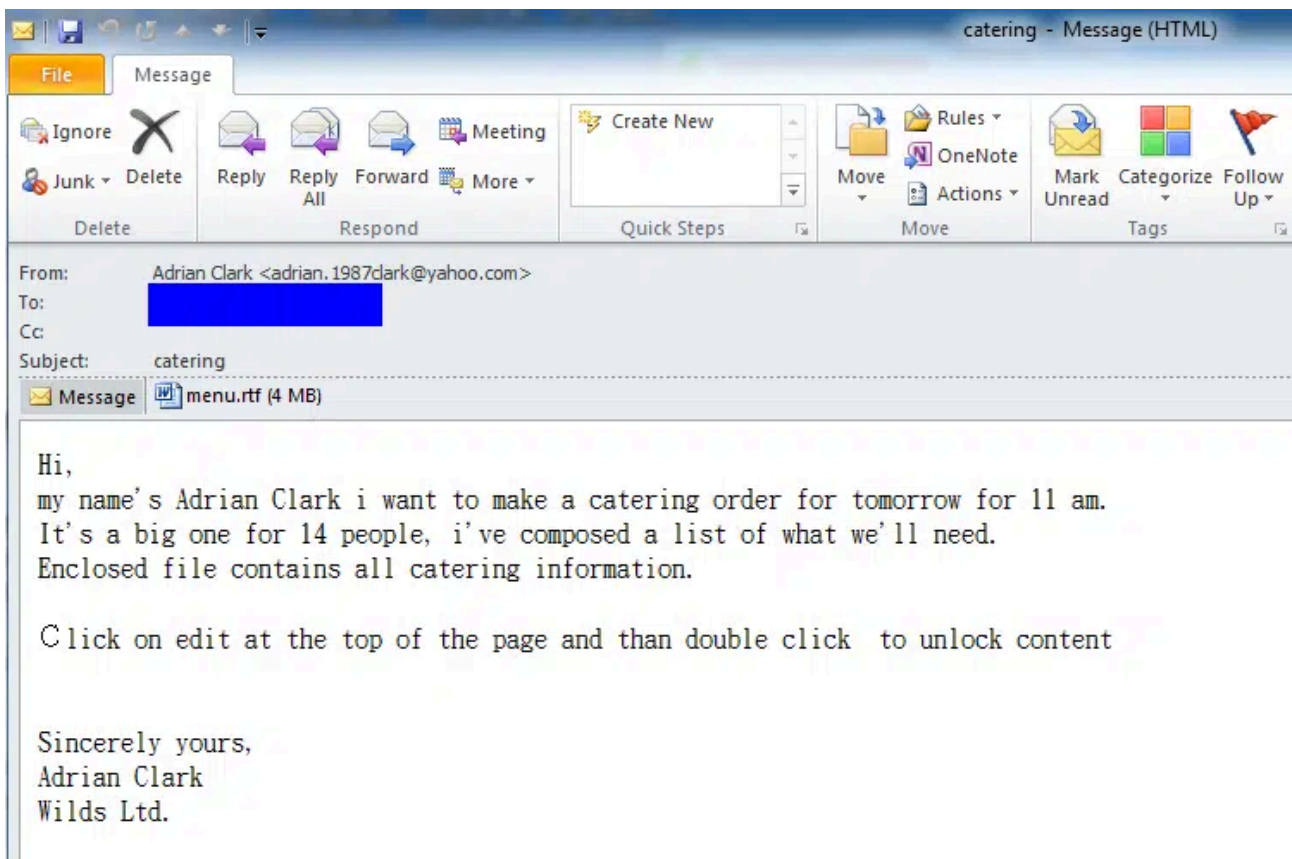 catering - Message (HTML)
File Message
Ignore
Junk
Delete
Reply
Reply All
Forward
Meeting
More
Create New
Move
Rules
OneNote
Actions
Mark Unread
Categorize
Follow Up
Delete Respond Quick Steps Move Tags
From: Adrian Clark <adrian.1987clark@yahoo.com>
To:
Cc:
Subject: catering
Message menu.rtf (4 MB)
Hi,
my name's Adrian Clark i want to make a catering order for tomorrow for 11 am.
It's a big one for 14 people, i've composed a list of what we'll need.
Enclosed file contains all catering information.
Click on edit at the top of the page and than double click to unlock content
Sincerely yours,
Adrian Clark
Wilds Ltd.